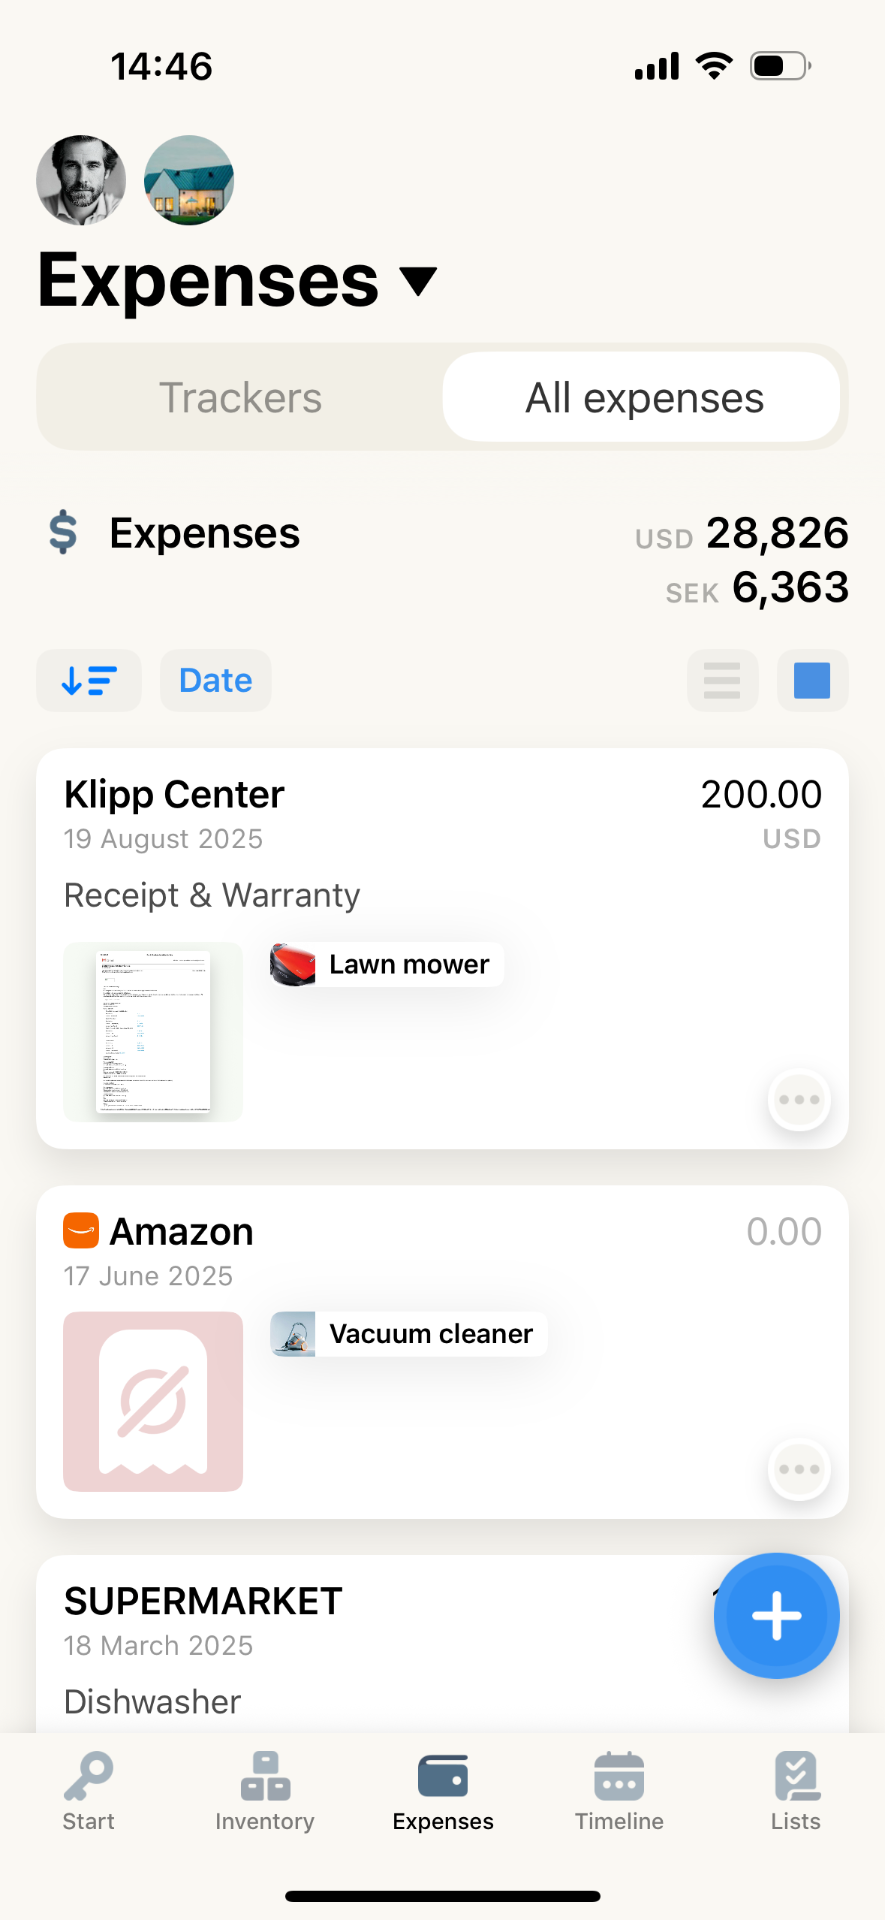 14:46
Expenses ▼
Trackers
All expenses
$ Expenses
USD 28,826
SEK 6,363
Date
Klipp Center
200.00
19 August 2025
USD
Receipt & Warranty
Lawn mower
Amazon
0.00
17 June 2025
Vacuum cleaner
SUPERMARKET
18 March 2025
Dishwasher
Start
Inventory
Expenses
Timeline
Lists